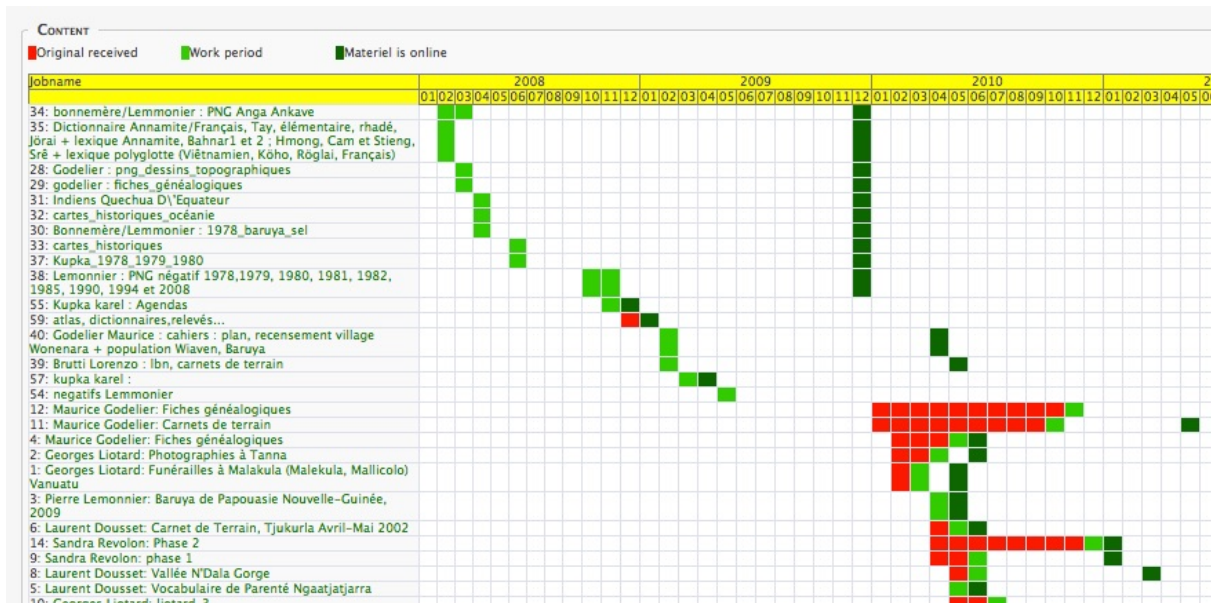 CONTENT
Original received Work period Materiel is online
Jobname 2008 2009 2010 2
01 02 03 04 05 06 07 08 09 10 11 12 01 02 03 04 05 06 07 08 09 10 11 12 01 02 03 04 05 06 07 08 09 10 11 12 01 02 03 04 05
34: bonnemère/Lemmonier : PNG Anga Ankave
35: Dictionnaire Annamite/Français, Tay, élémentaire, rhadé,
Jörai + lexique Annamite, Bahnar1 et 2 ; Hmong, Cam et Stieng,
Srê + lexique polyglotte (Viêtnamien, Köho, Röglai, Français)
28: Godelier : png_dessins_topographiques
29: godelier : fiches_généalogiques
31: Indiens Quechua D\'Equateur
32: cartes_historiques_océanie
30: Bonnemère/Lemmonier : 1978_baruya_sel
33: cartes_historiques
37: Kupka_1978_1979_1980
38: Lemonnier : PNG négatif 1978,1979, 1980, 1981, 1982,
1985, 1990, 1994 et 2008
55: Kupka karel : Agendas
59: atlas, dictionnaires,relevés...
40: Godelier Maurice : cahiers : plan, recensement village
Wonenara + population Wiaven, Baruya
39: Brutti Lorenzo : lbn, carnets de terrain
57: kupka karel :
54: negatifs Lemmonier
12: Maurice Godelier: Fiches généalogiques
11: Maurice Godelier: Carnets de terrain
4: Maurice Godelier: Fiches généalogiques
2: Georges Liotard: Photographies à Tanna
1: Georges Liotard: Funérailles à Malakula (Malekula, Mallicolo)
Vanuatu
3: Pierre Lemonnier: Baruya de Papouasie Nouvelle-Guinée,
2009
6: Laurent Dousset: Carnet de Terrain, Tjukurla Avril-Mai 2002
14: Sandra Revolon: Phase 2
9: Sandra Revolon: phase 1
8: Laurent Dousset: Vallée N'Dala Gorge
5: Laurent Dousset: Vocabulaire de Parenté Ngaatjatjarra
10: Georges Liotard: liotard_3